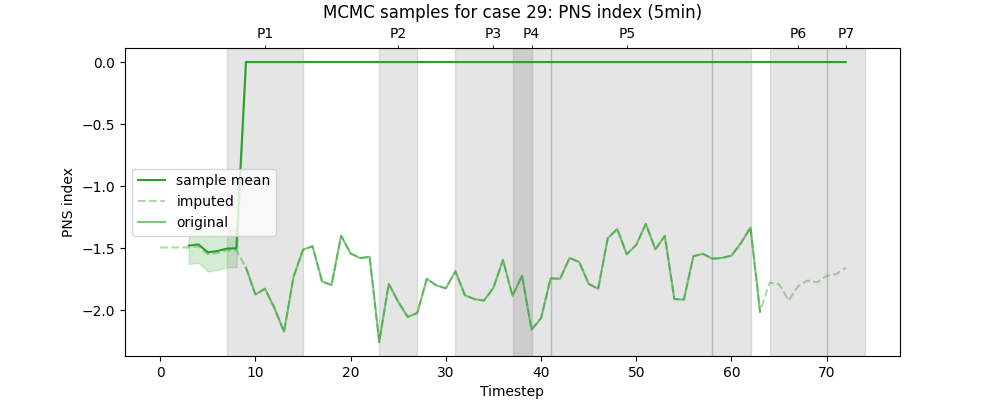 MCMC samples for case 29: PNS index (5min)
P1 P2 P3 P4 P5 P6 P7
0.0
−0.5
−1.0
−1.5
−2.0
PNS index
sample mean
imputed
original
0 10 20 30 40 50 60 70
Timestep